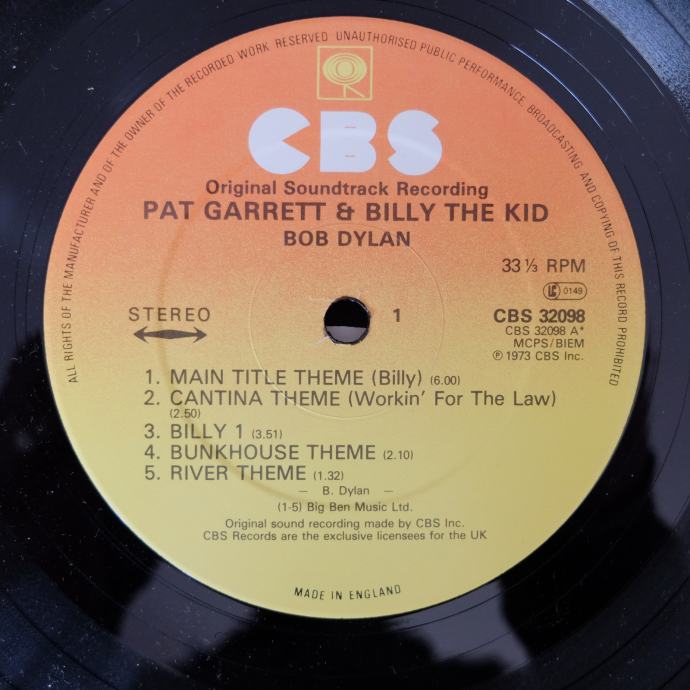 ALL RIGHTS OF THE MANUFACTURER AND OF THE OWNER OF THE RECORDED WORK RESERVED UNAUTHORISED PUBLIC PERFORMANCE, BROADCASTING AND COPYING OF THIS RECORD PROHIBITED
CBS
Original Soundtrack Recording
PAT GARRETT & BILLY THE KID
BOB DYLAN
33⅓ RPM
LC 0149
STEREO
1
CBS 32098
CBS 32098 A*
MCPS/BIEM
℗ 1973 CBS Inc.
1. MAIN TITLE THEME (Billy) (6.00)
2. CANTINA THEME (Workin' For The Law)
(2.50)
3. BILLY 1 (3.51)
4. BUNKHOUSE THEME (2.10)
5. RIVER THEME (1.32)
— B. Dylan —
(1-5) Big Ben Music Ltd.
Original sound recording made by CBS Inc.
CBS Records are the exclusive licensees for the UK
MADE IN ENGLAND